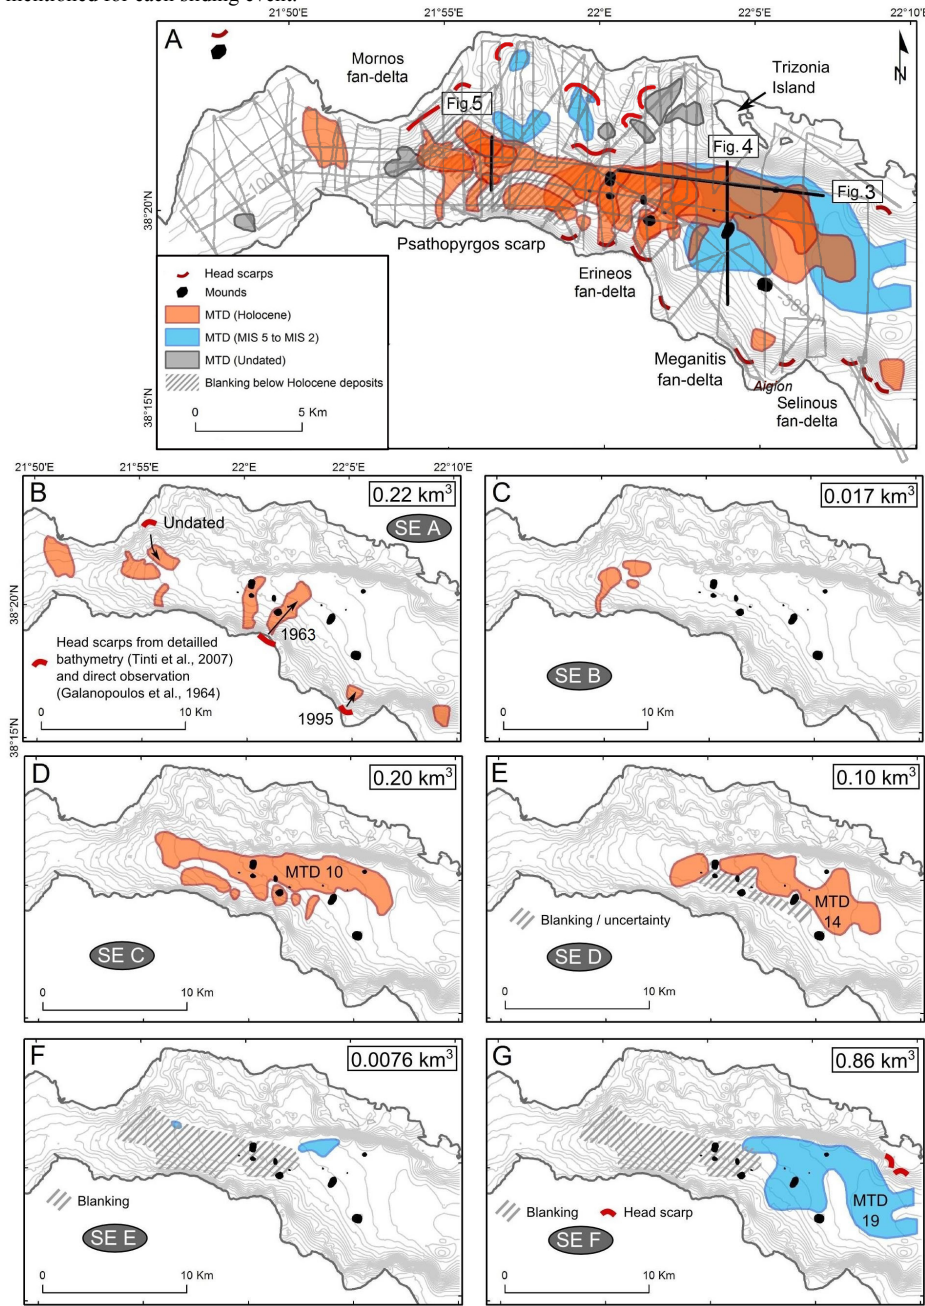 mentioned for each sliding event.
21°50'E
21°55'E
22°E
22°5'E
22°10'E
A
Mornos
fan-delta
Trizonia
Island
N
Fig. 5
Fig. 4
Fig. 3
-100 m
38°20'N
Psathopyrgos scarp
Erineos
fan-delta
-300 m
Meganitis
fan-delta
Aigion
Selinous
fan-delta
38°15'N
Head scarps
Mounds
MTD (Holocene)
MTD (MIS 5 to MIS 2)
MTD (Undated)
Blanking below Holocene deposits
0 5 Km
21°50'E 21°55'E 22°E 22°5'E 22°10'E
B
0.22 km³
Undated
SE A
38°20'N
1963
Head scarps from detailled
bathymetry (Tinti et al., 2007)
and direct observation
(Galanopoulos et al., 1964)
0 10 Km
1995
38°15'N
C
0.017 km³
SE B
0 10 Km
D
0.20 km³
MTD 10
SE C
0 10 Km
E
0.10 km³
MTD
14
Blanking / uncertainty
SE D
0 10 Km
F
0.0076 km³
Blanking
SE E
0 10 Km
G
0.86 km³
MTD
19
Blanking
Head scarp
SE F
0 10 Km